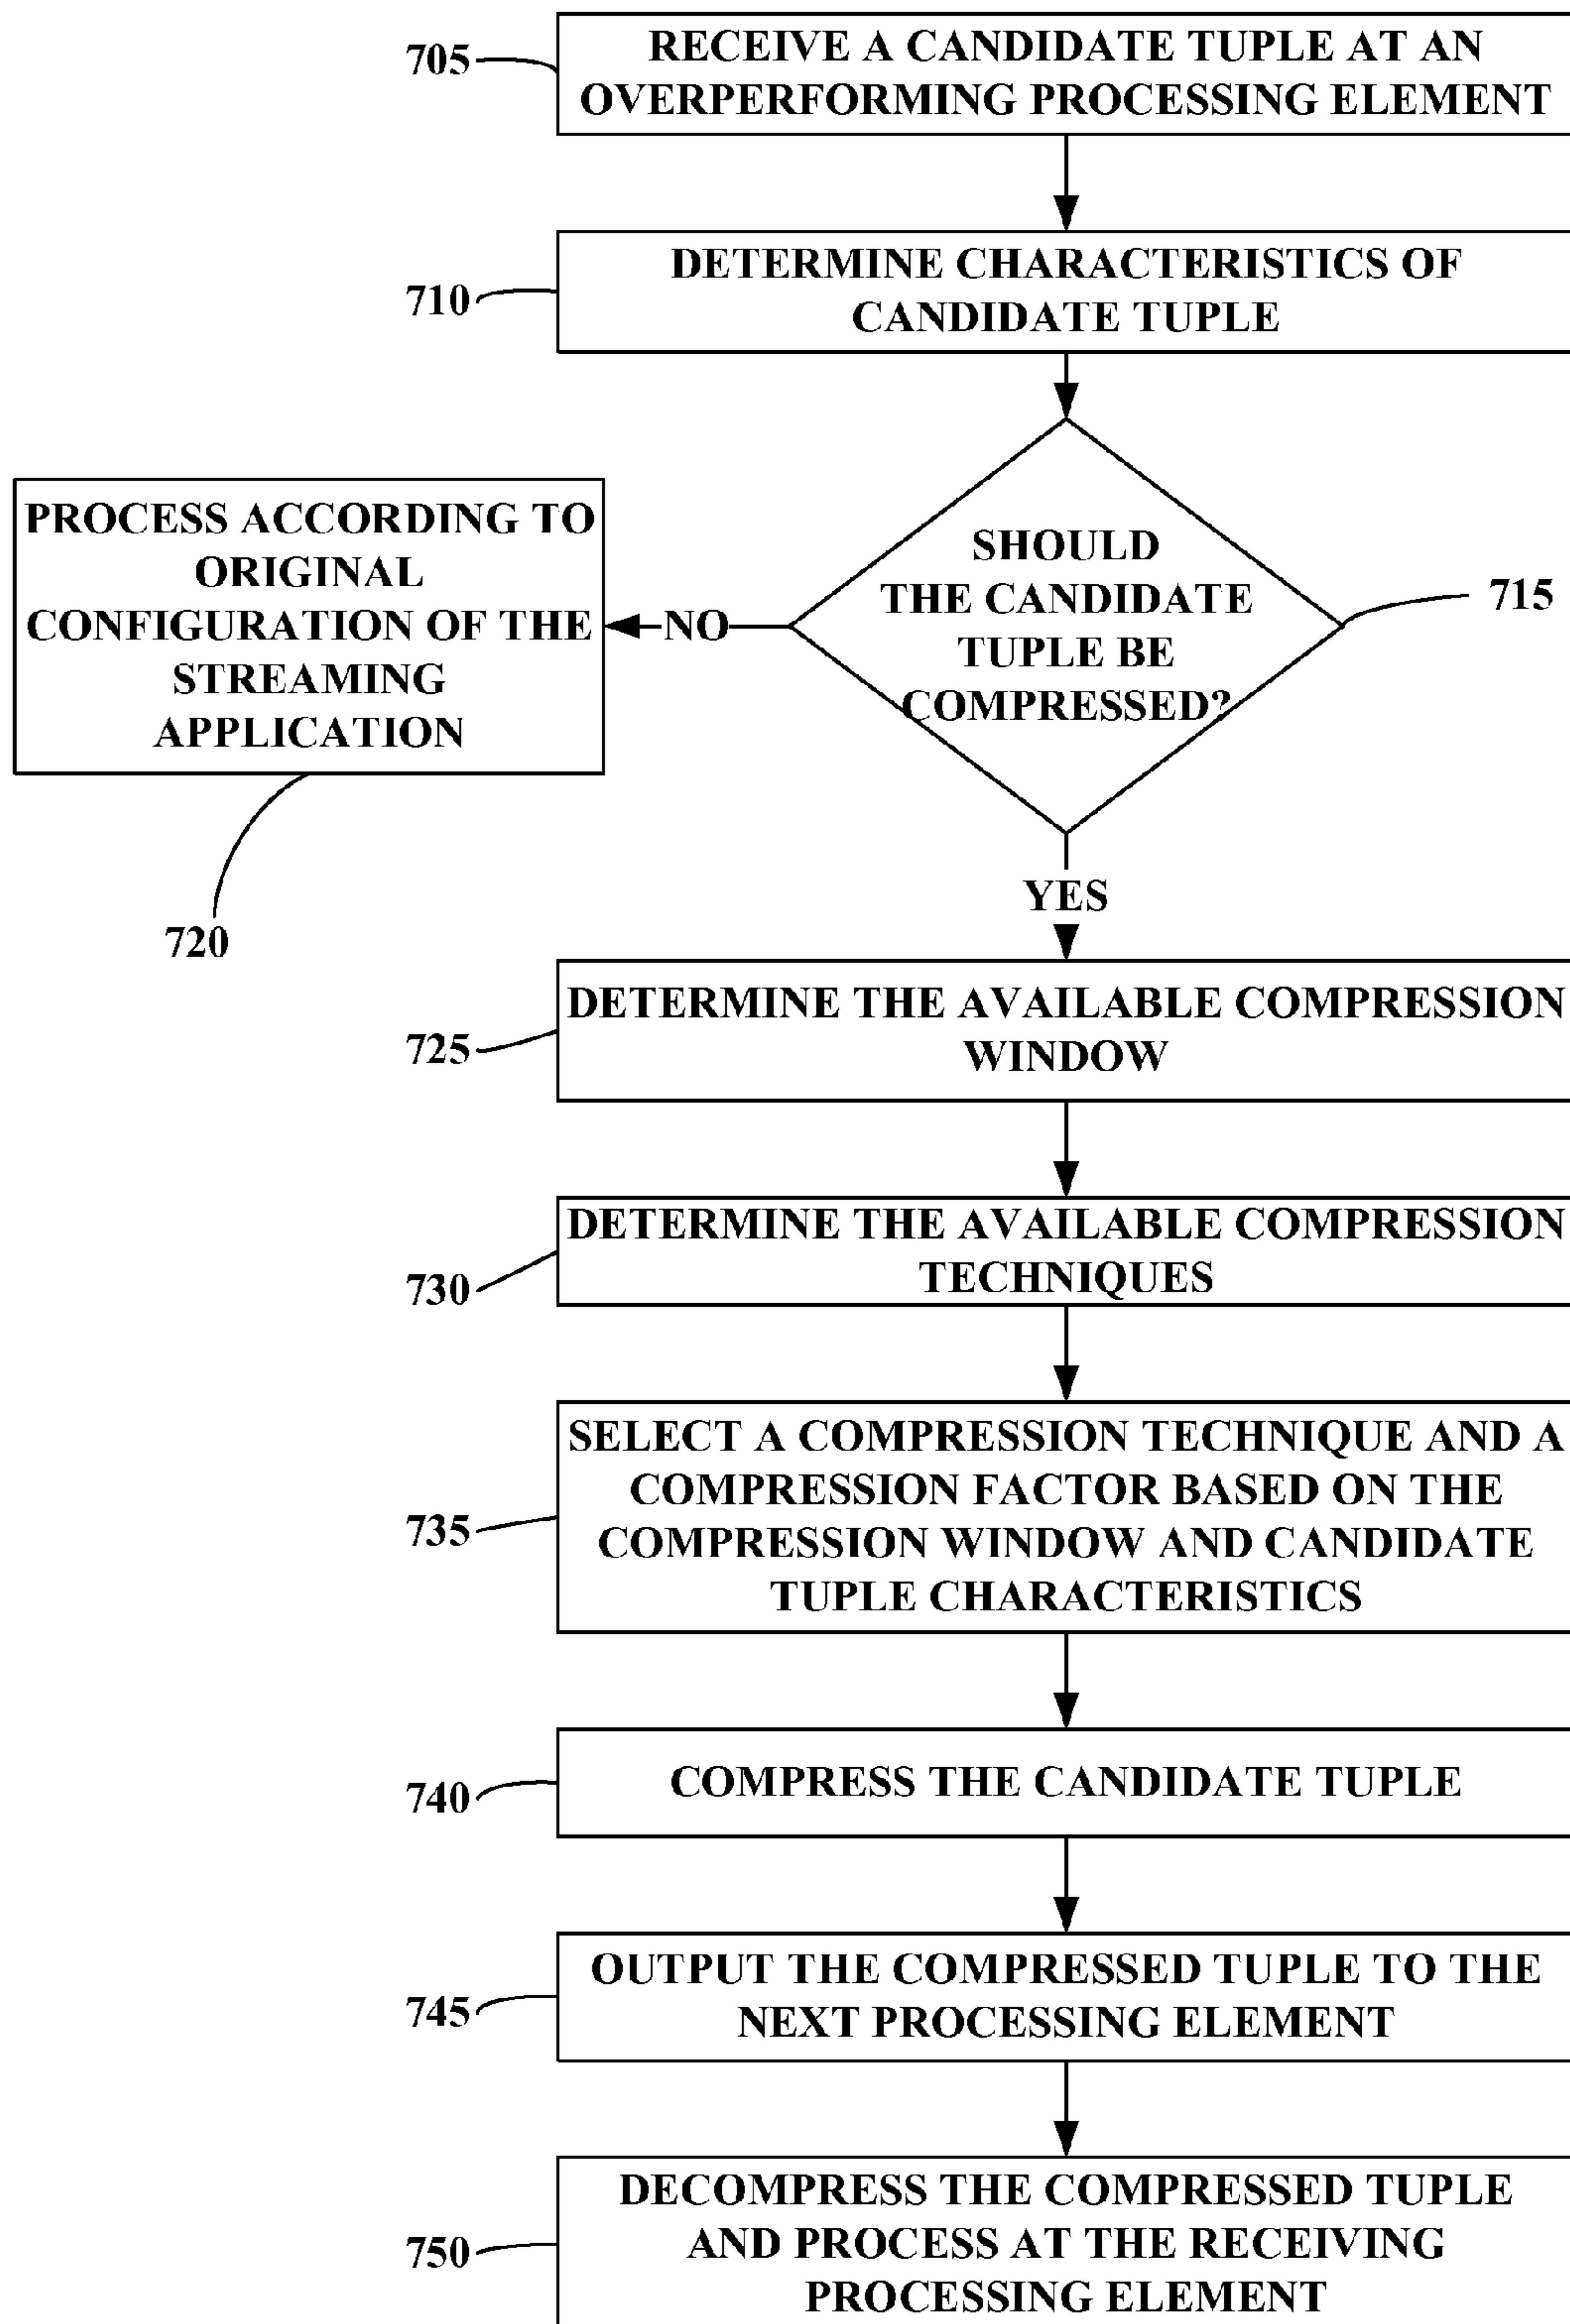 705
RECEIVE A CANDIDATE TUPLE AT AN
OVERPERFORMING PROCESSING ELEMENT
710
DETERMINE CHARACTERISTICS OF
CANDIDATE TUPLE
SHOULD
THE CANDIDATE
TUPLE BE
COMPRESSED?
715
NO
PROCESS ACCORDING TO
ORIGINAL
CONFIGURATION OF THE
STREAMING
APPLICATION
720
YES
725
DETERMINE THE AVAILABLE COMPRESSION
WINDOW
730
DETERMINE THE AVAILABLE COMPRESSION
TECHNIQUES
735
SELECT A COMPRESSION TECHNIQUE AND A
COMPRESSION FACTOR BASED ON THE
COMPRESSION WINDOW AND CANDIDATE
TUPLE CHARACTERISTICS
740
COMPRESS THE CANDIDATE TUPLE
745
OUTPUT THE COMPRESSED TUPLE TO THE
NEXT PROCESSING ELEMENT
750
DECOMPRESS THE COMPRESSED TUPLE
AND PROCESS AT THE RECEIVING
PROCESSING ELEMENT